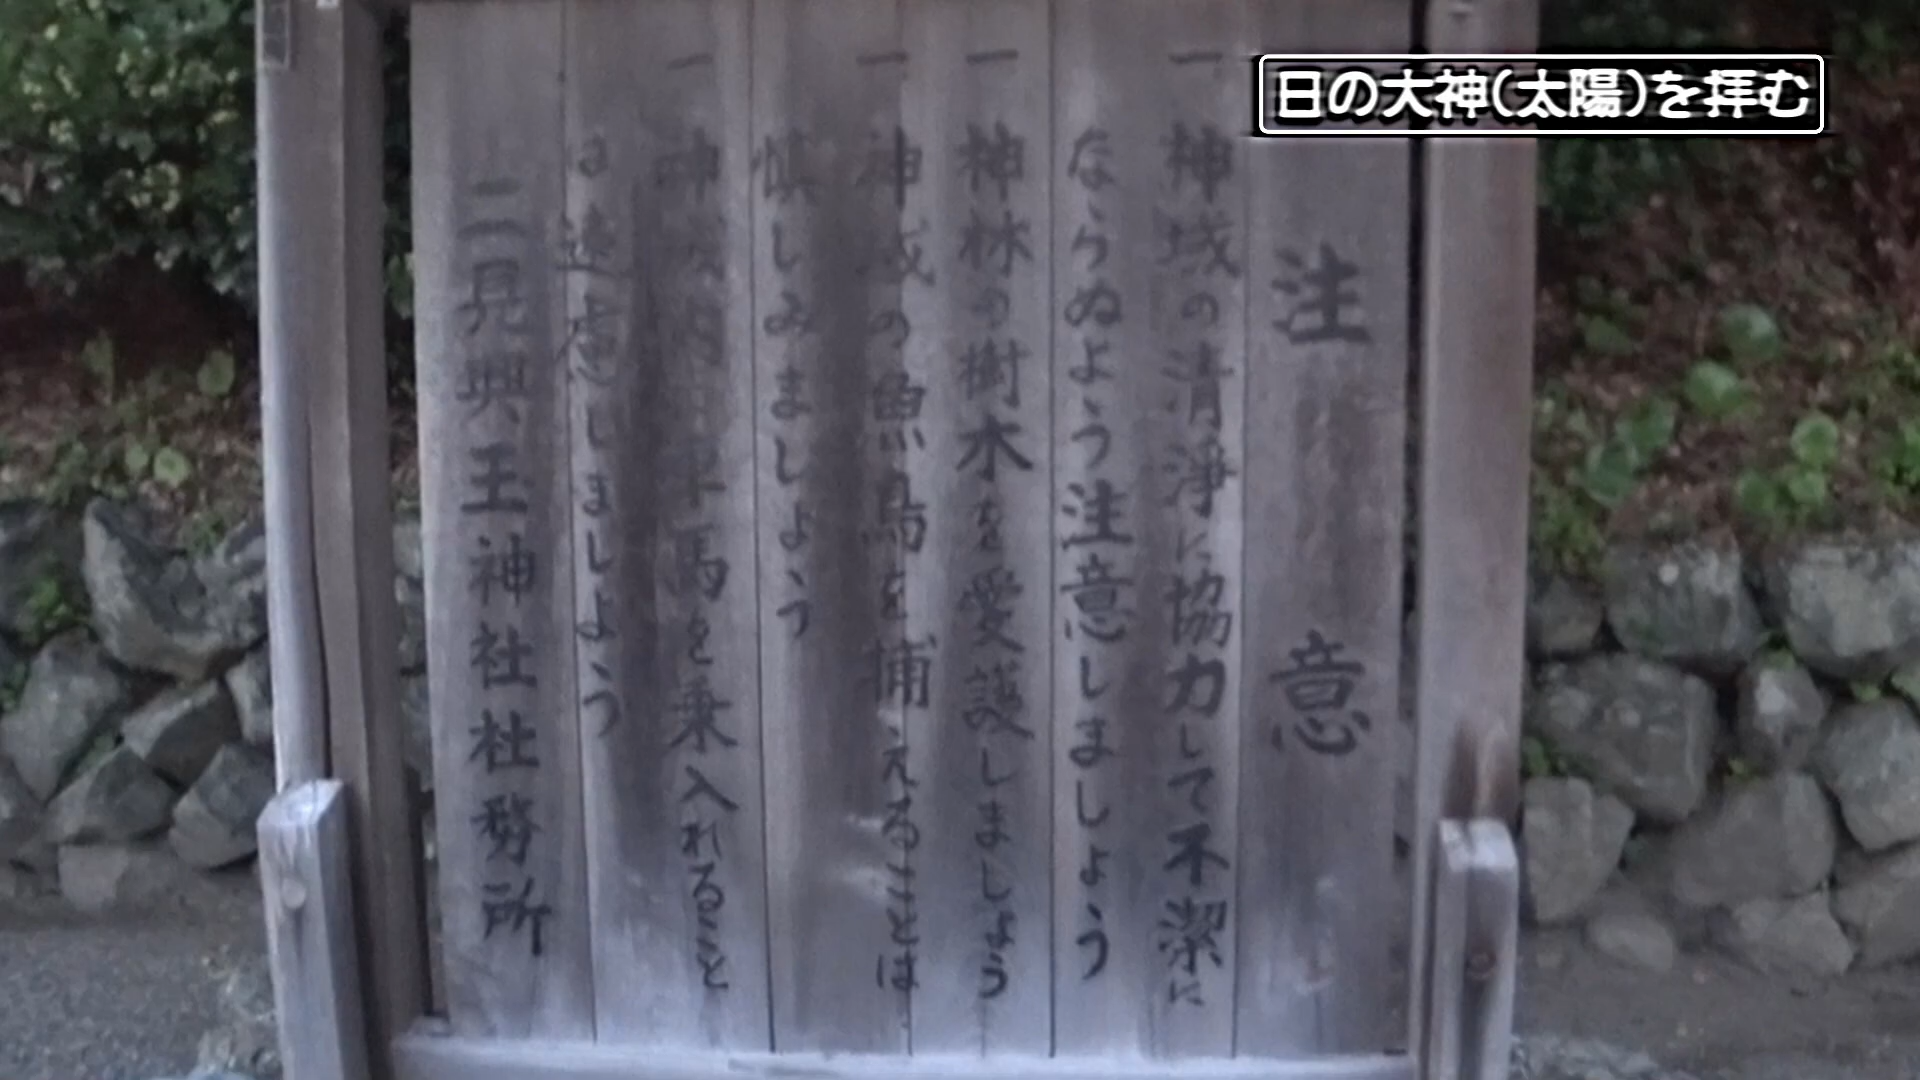 日の大神(太陽)を拝む
注意
一 神域の清浄に協力して不潔に
ならぬよう注意しましょう
一 神林の樹木を愛護しましょう
一 神域の魚鳥を捕えることは
慎しみましょう
一 神域内に車馬を乗入れること
は遠慮しましよう
二見興玉神社社務所